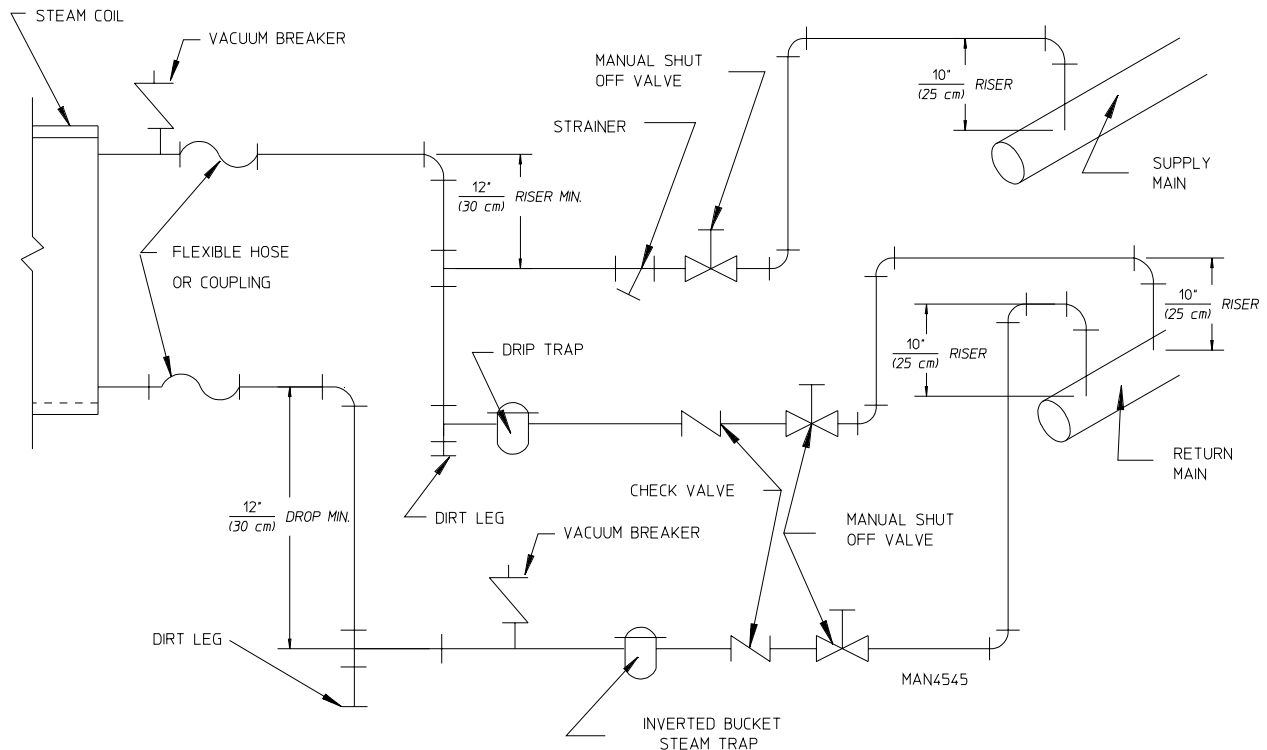 STEAM COIL
VACUUM BREAKER
MANUAL SHUT
OFF VALVE
10"
(25 cm) RISER
STRAINER
SUPPLY
MAIN
12"
(30 cm) RISER MIN.
FLEXIBLE HOSE
OR COUPLING
10"
(25 cm) RISER
10"
(25 cm) RISER
DRIP TRAP
RETURN
MAIN
CHECK VALVE
12"
(30 cm) DROP MIN.
DIRT LEG
MANUAL SHUT
OFF VALVE
VACUUM BREAKER
DIRT LEG
MAN4545
INVERTED BUCKET
STEAM TRAP